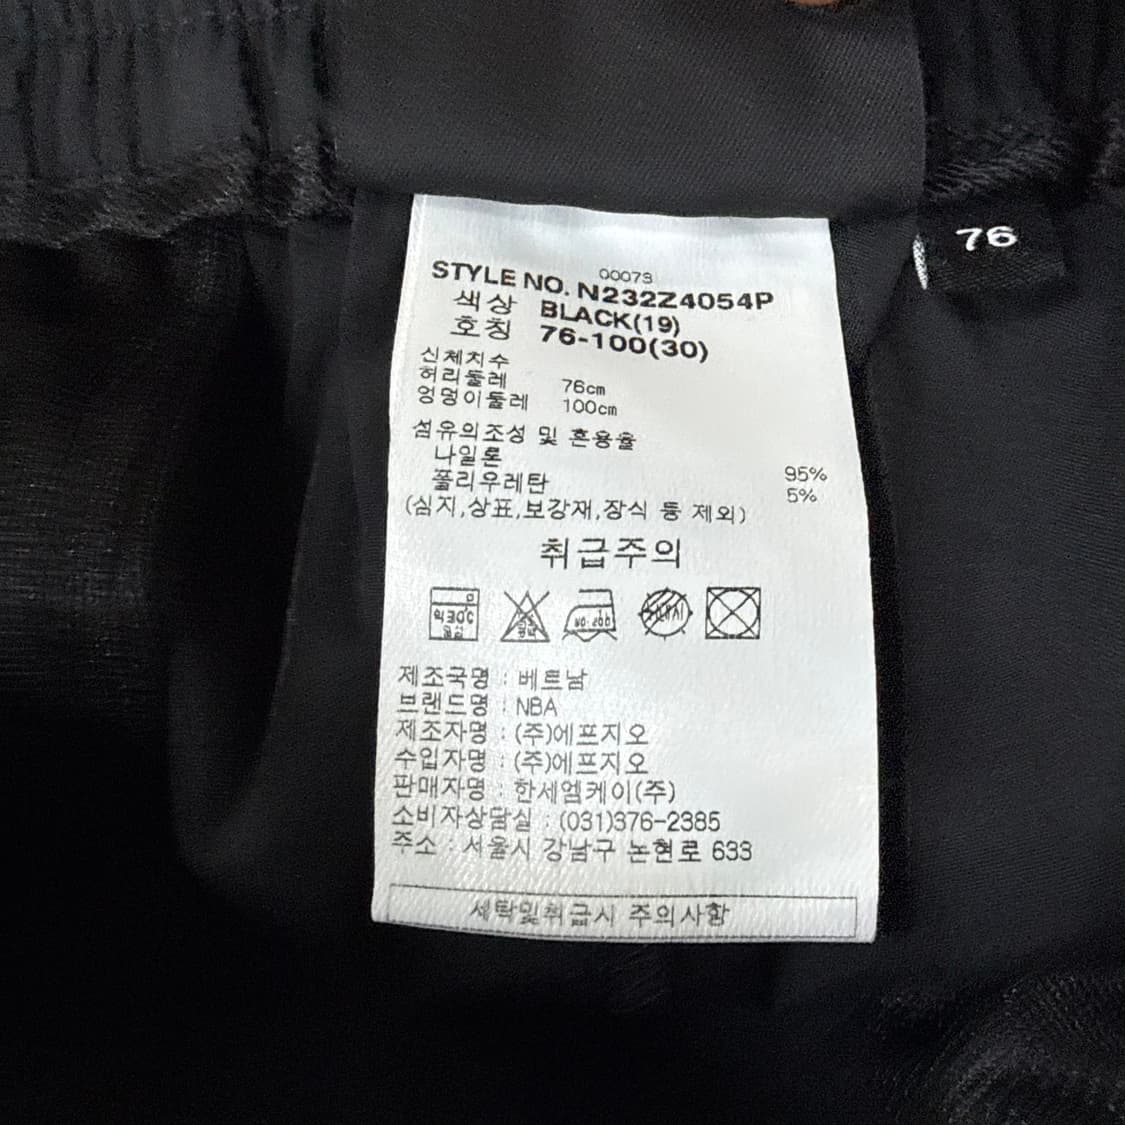 00073
STYLE NO. N232Z4054P
색상 BLACK(19)
호칭 76-100(30)
신체치수
허리둘레 76cm
엉덩이둘레 100cm
섬유의조성 및 혼용율
나일론 95%
폴리우레탄 5%
(심지,상표,보강재,장식 등 제외)
취급주의
약30℃
제조국명 : 베트남
브랜드명 : NBA
제조자명 : (주)에프지오
수입자명 : (주)에프지오
판매자명 : 한세엠케이(주)
소비자상담실 : (031)376-2385
주소 : 서울시 강남구 논현로 633
세탁및취급시 주의사항
76